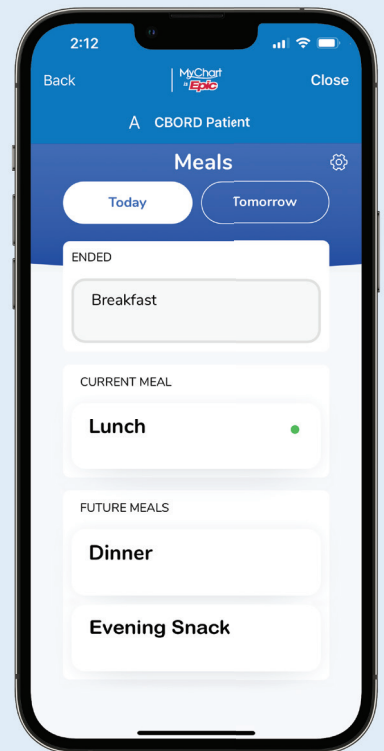 2:12
Back
MyChart
by Epic
Close
A CBORD Patient
Meals
Today
Tomorrow
ENDED
Breakfast
CURRENT MEAL
Lunch
FUTURE MEALS
Dinner
Evening Snack